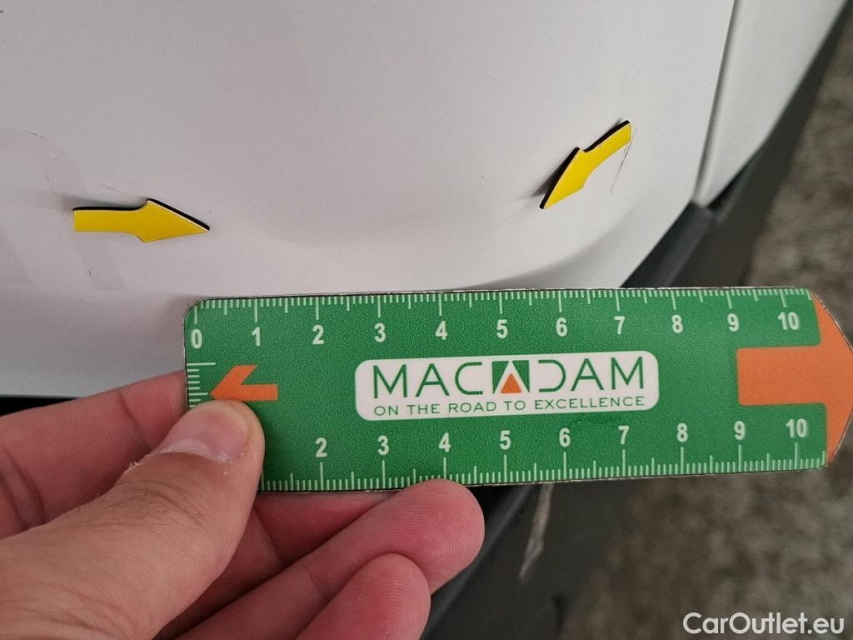 0 1 2 3 4 5 6 7 8 9 10
MACADAM
ON THE ROAD TO EXCELLENCE
2 3 4 5 6 7 8 9 10
CarOutlet.eu